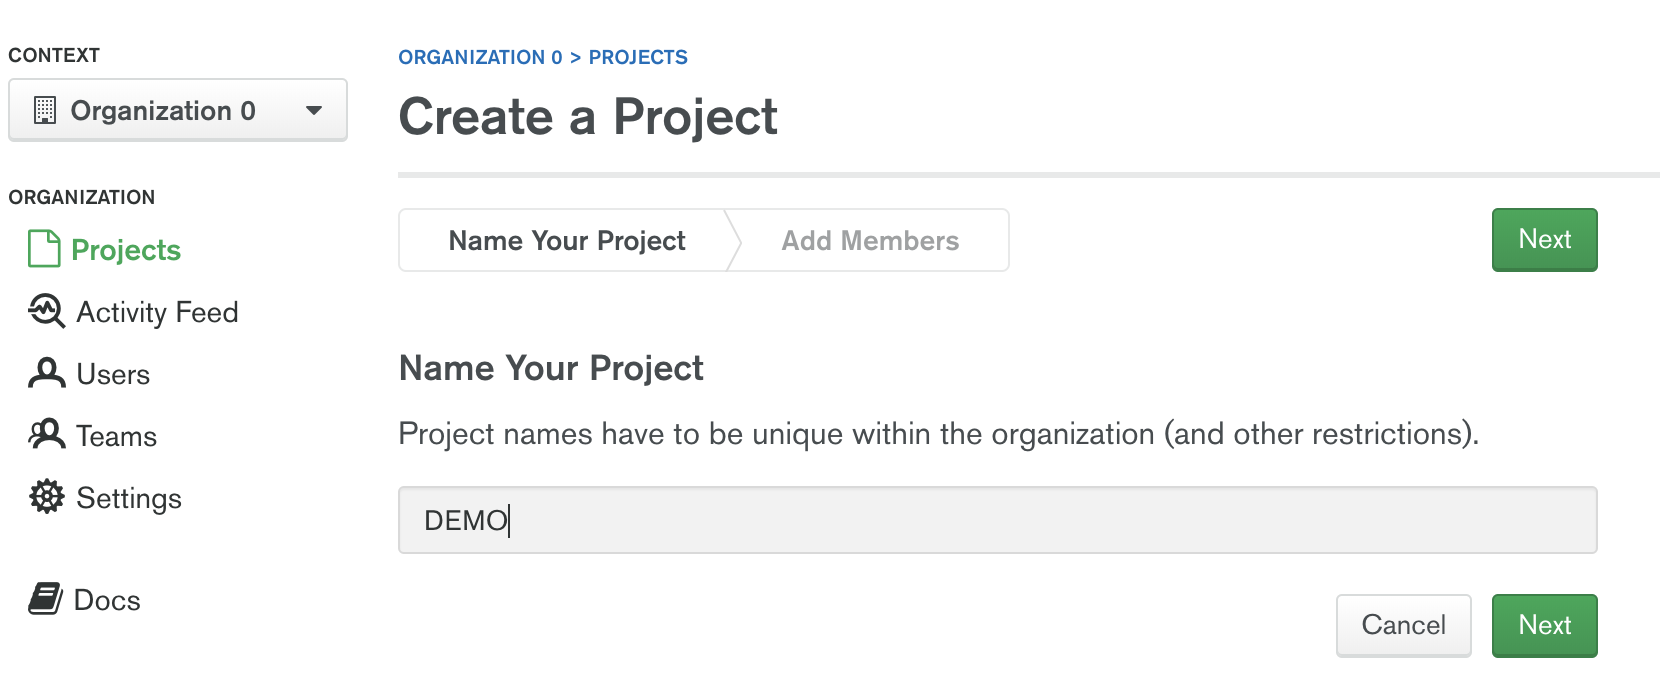 CONTEXT
Organization 0
ORGANIZATION
Projects
Activity Feed
Users
Teams
Settings
Docs
ORGANIZATION 0 > PROJECTS
Create a Project
Name Your Project
Add Members
Next
Name Your Project
Project names have to be unique within the organization (and other restrictions).
DEMO
Cancel
Next